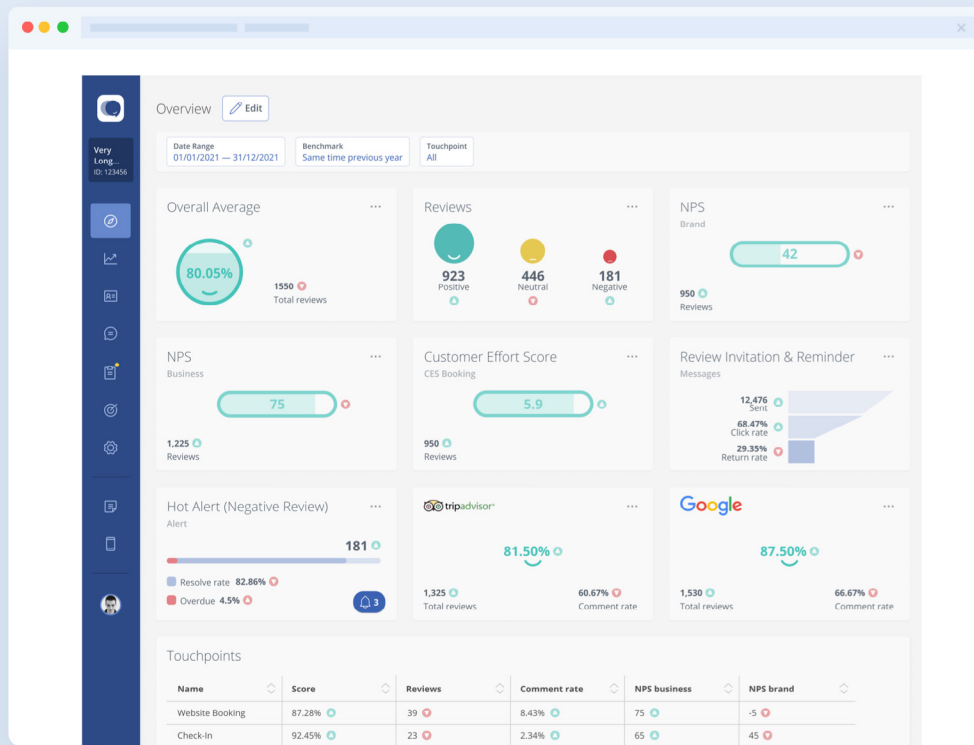 Overview
Edit
Very
Long...
ID: 123456
Date Range
01/01/2021 — 31/12/2021
Benchmark
Same time previous year
Touchpoint
All
Overall Average
80.05%
1550
Total reviews
Reviews
923
Positive
446
Neutral
181
Negative
NPS
Brand
42
950
Reviews
NPS
Business
75
1,225
Reviews
Customer Effort Score
CES Booking
5.9
950
Reviews
Review Invitation & Reminder
Messages
12,476
Sent
68.47%
Click rate
29.35%
Return rate
Hot Alert (Negative Review)
Alert
181
Resolve rate 82.86%
Overdue 4.5%
3
tripadvisor
81.50%
1,325
Total reviews
60.67%
Comment rate
Google
87.50%
1,530
Total reviews
66.67%
Comment rate
Touchpoints
Name Score Reviews Comment rate NPS business NPS brand
Website Booking 87.28% 39 8.43% 75 -5
Check-In 92.45% 23 2.34% 65 45